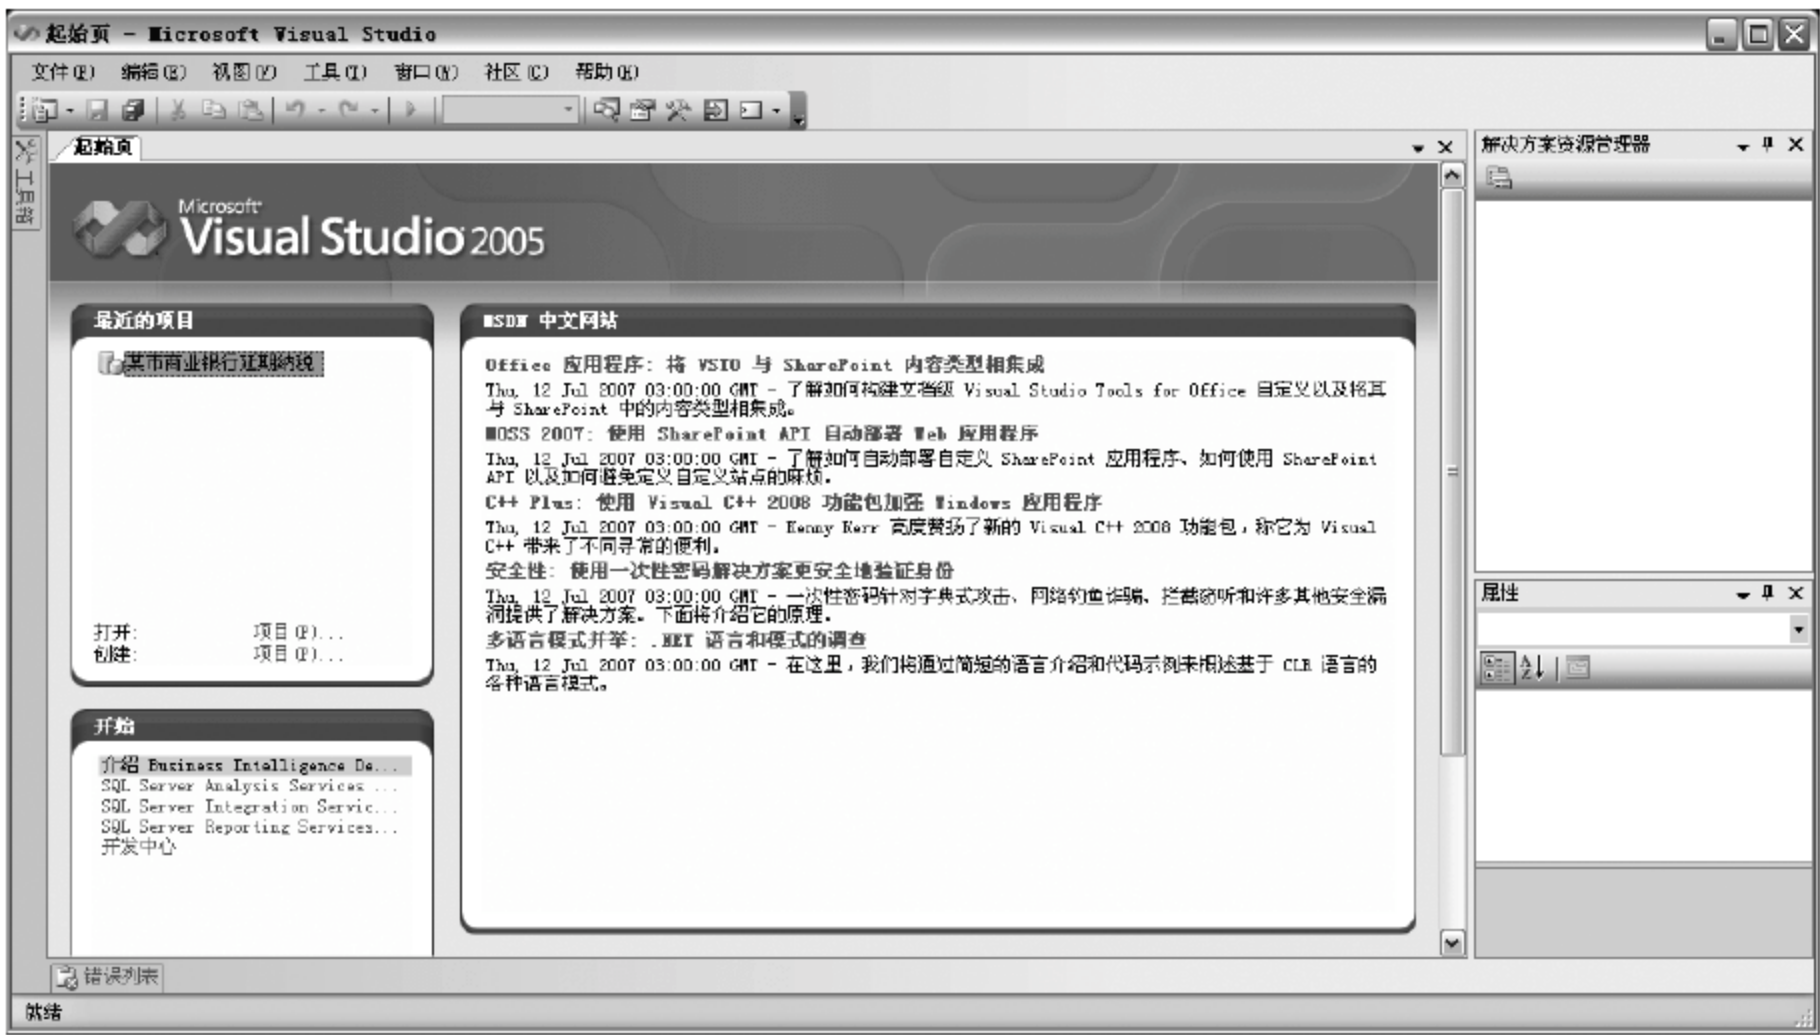 起始页 - Microsoft Visual Studio
文件(F) 编辑(E) 视图(V) 工具(T) 窗口(W) 社区(C) 帮助(H)
工具箱
起始页
Microsoft
Visual Studio 2005
最近的项目
某市商业银行延期纳税
打开: 项目(P)...
创建: 项目(P)...
开始
介绍 Business Intelligence De...
SQL Server Analysis Services ...
SQL Server Integration Servic...
SQL Server Reporting Services...
开发中心
MSDN 中文网站
Office 应用程序: 将 VSTO 与 SharePoint 内容类型相集成
Thu, 12 Jul 2007 03:00:00 GMT - 了解如何构建文档级 Visual Studio Tools for Office 自定义以及将其
与 SharePoint 中的内容类型相集成。
MOSS 2007: 使用 SharePoint API 自动部署 Web 应用程序
Thu, 12 Jul 2007 03:00:00 GMT - 了解如何自动部署自定义 SharePoint 应用程序、如何使用 SharePoint
API 以及如何避免定义自定义站点的麻烦。
C++ Plus: 使用 Visual C++ 2008 功能包加强 Windows 应用程序
Thu, 12 Jul 2007 03:00:00 GMT - Kenny Kerr 高度赞扬了新的 Visual C++ 2008 功能包，称它为 Visual
C++ 带来了不同寻常的便利。
安全性: 使用一次性密码解决方案更安全地验证身份
Thu, 12 Jul 2007 03:00:00 GMT - 一次性密码针对字典式攻击、网络钓鱼诈骗、拦截窃听和许多其他安全漏
洞提供了解决方案。下面将介绍它的原理.
多语言模式并举: .NET 语言和模式的调查
Thu, 12 Jul 2007 03:00:00 GMT - 在这里，我们将通过简短的语言介绍和代码示例来概述基于 CLR 语言的
各种语言模式。
解决方案资源管理器
属性
错误列表
就绪